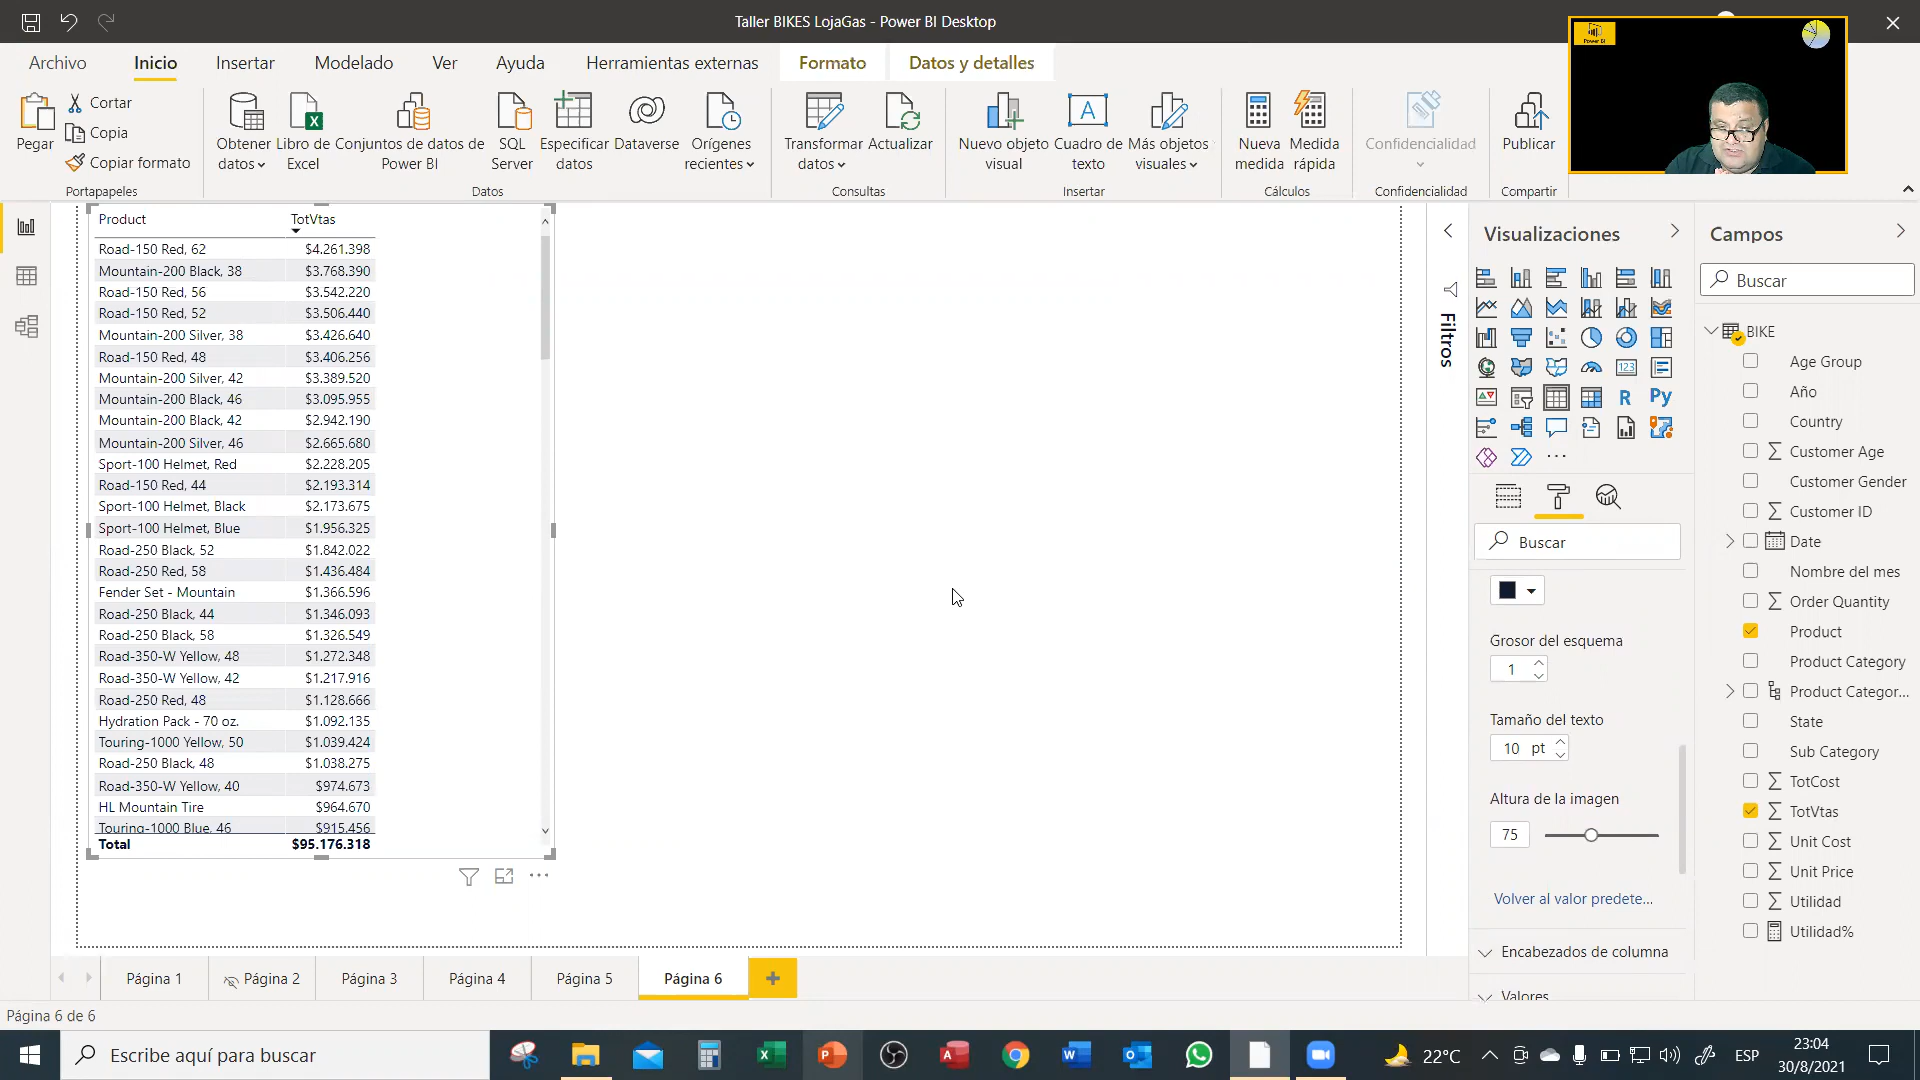 Taller BIKES LojaGas - Power BI Desktop
Archivo Inicio Insertar Modelado Ver Ayuda Herramientas externas Formato Datos y detalles
Pegar
Cortar
Copia
Copiar formato
Portapapeles
Obtener datos
Libro de Excel
Conjuntos de datos de Power BI
SQL Server
Especificar datos
Dataverse
Orígenes recientes
Datos
Transformar datos
Actualizar
Consultas
Nuevo objeto visual
Cuadro de texto
Más objetos visuales
Insertar
Nueva medida
Medida rápida
Cálculos
Confidencialidad
Confidencialidad
Publicar
Compartir
Power BI
Product TotVtas
Road-150 Red, 62 $4.261.398
Mountain-200 Black, 38 $3.768.390
Road-150 Red, 56 $3.542.220
Road-150 Red, 52 $3.506.440
Mountain-200 Silver, 38 $3.426.640
Road-150 Red, 48 $3.406.256
Mountain-200 Silver, 42 $3.389.520
Mountain-200 Black, 46 $3.095.955
Mountain-200 Black, 42 $2.942.190
Mountain-200 Silver, 46 $2.665.680
Sport-100 Helmet, Red $2.228.205
Road-150 Red, 44 $2.193.314
Sport-100 Helmet, Black $2.173.675
Sport-100 Helmet, Blue $1.956.325
Road-250 Black, 52 $1.842.022
Road-250 Red, 58 $1.436.484
Fender Set - Mountain $1.366.596
Road-250 Black, 44 $1.346.093
Road-250 Black, 58 $1.326.549
Road-350-W Yellow, 48 $1.272.348
Road-350-W Yellow, 42 $1.217.916
Road-250 Red, 48 $1.128.666
Hydration Pack - 70 oz. $1.092.135
Touring-1000 Yellow, 50 $1.039.424
Road-250 Black, 48 $1.038.275
Road-350-W Yellow, 40 $974.673
HL Mountain Tire $964.670
Touring-1000 Blue, 46 $915.456
Total $95.176.318
Filtros
Visualizaciones
123
R
Py
Buscar
Grosor del esquema
1
Tamaño del texto
10 pt
Altura de la imagen
75
Volver al valor predete...
Encabezados de columna
Valores
Campos
Buscar
BIKE
Age Group
Año
Country
Customer Age
Customer Gender
Customer ID
Date
Nombre del mes
Order Quantity
Product
Product Category
Product Categor...
State
Sub Category
TotCost
TotVtas
Unit Cost
Unit Price
Utilidad
Utilidad%
Página 1 Página 2 Página 3 Página 4 Página 5 Página 6
Página 6 de 6
Escribe aquí para buscar
22°C
ESP
23:04
30/8/2021